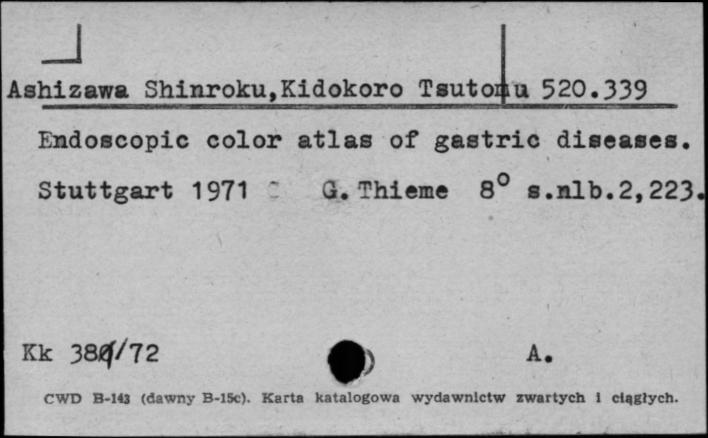 Ashizawa Shinroku,Kidokoro Tsutomu 520.339
Endoscopic color atlas of gastric diseases.
Stuttgart 1971 G.Thieme 8° s.nlb.2,223.
Kk /72 A.
CWD B-143 (dawny B-15c). Karta katalogowa wydawnictw zwartych i ciągłych.